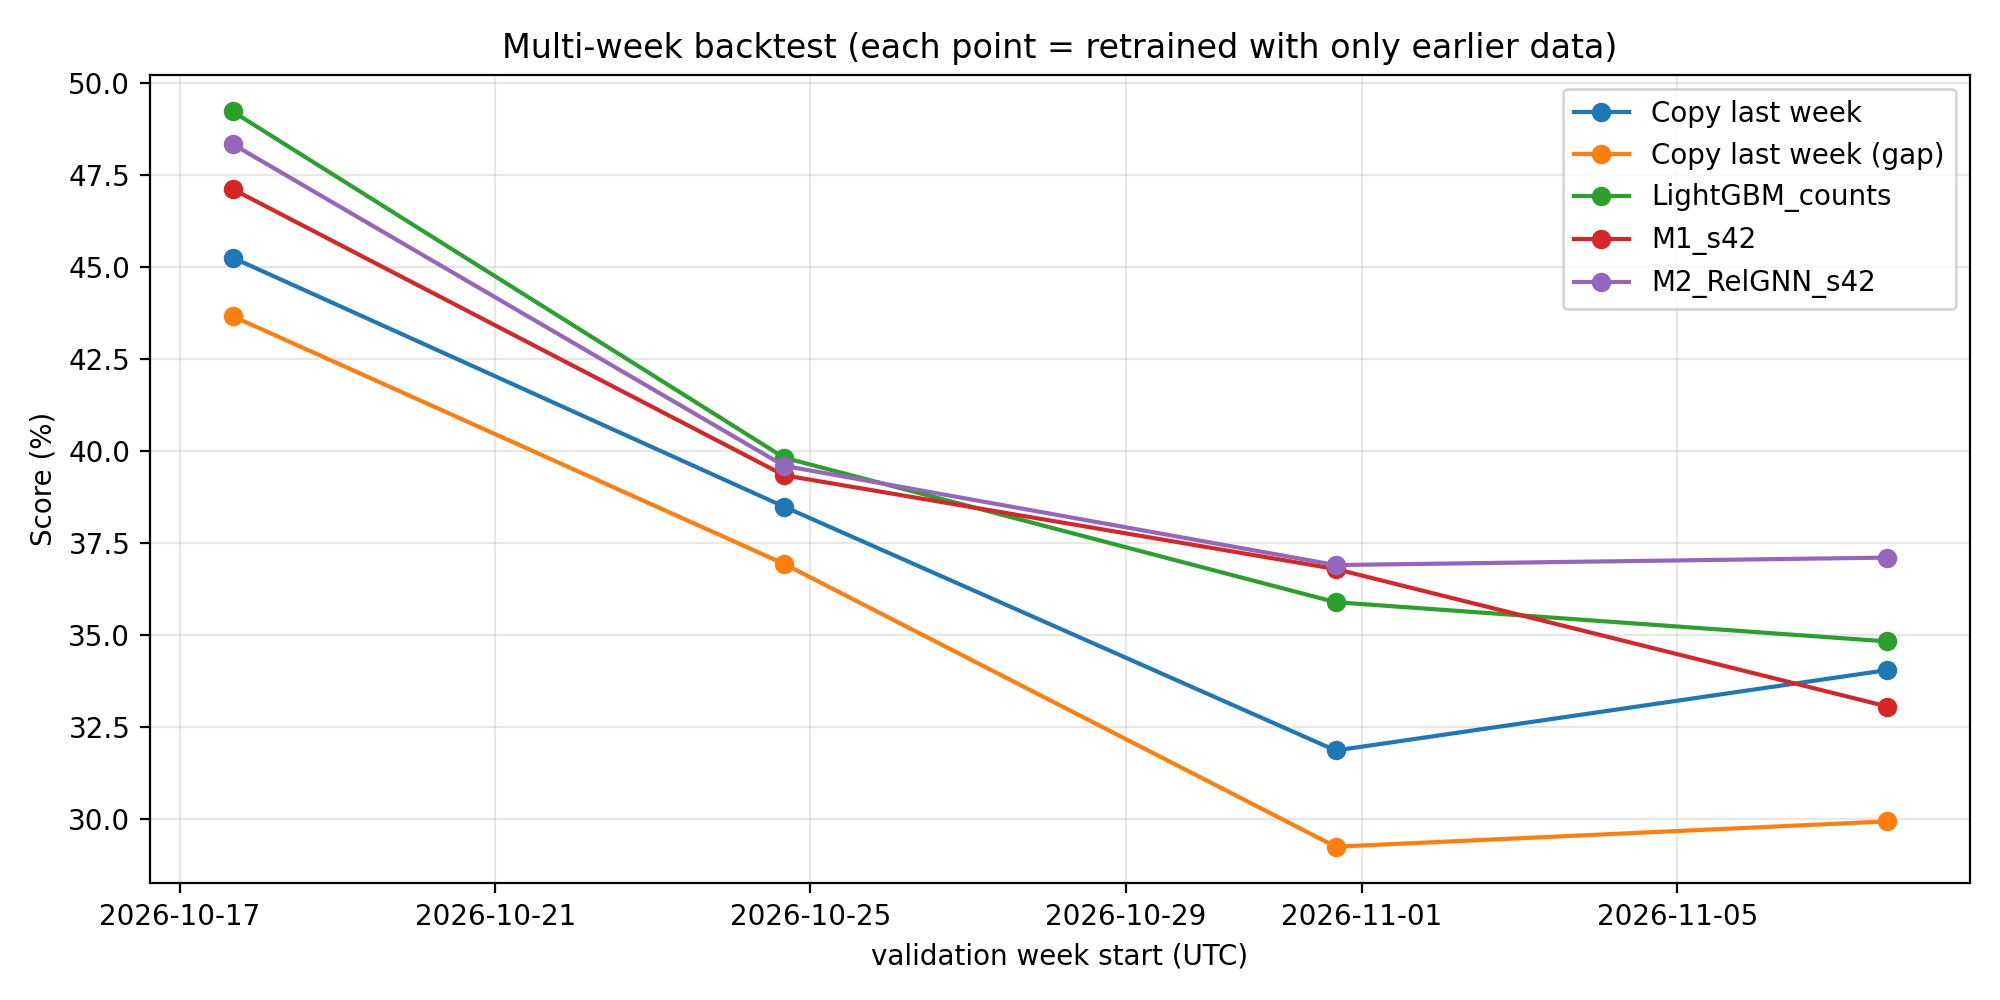 Multi-week backtest (each point = retrained with only earlier data)
50.0
47.5
45.0
42.5
40.0
37.5
35.0
32.5
30.0
Score (%)
Copy last week
Copy last week (gap)
LightGBM_counts
M1_s42
M2_RelGNN_s42
2026-10-17
2026-10-21
2026-10-25
2026-10-29
2026-11-01
2026-11-05
validation week start (UTC)